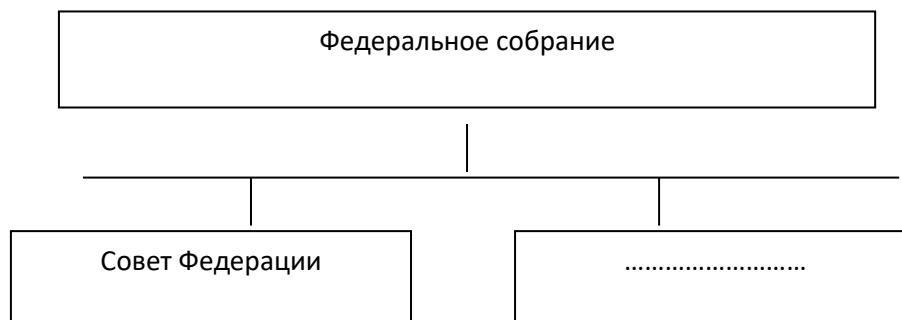 Федеральное собрание
Совет Федерации
………………………